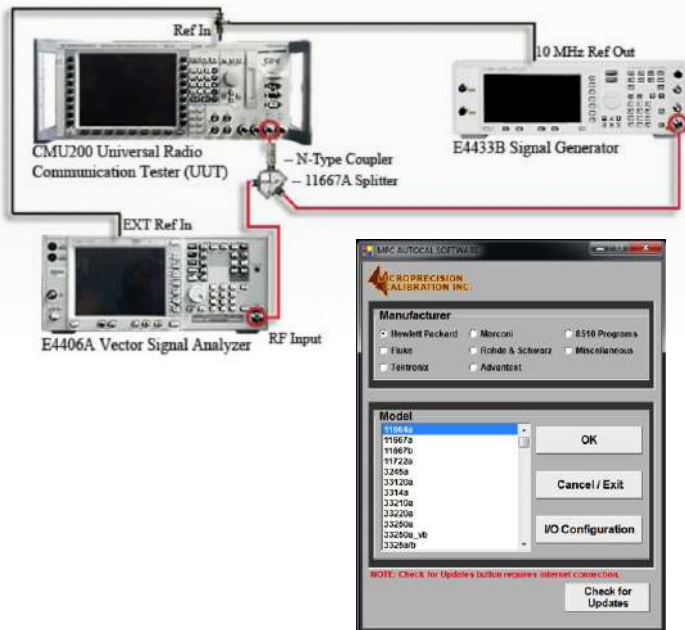 Ref In
10 MHz Ref Out
CMU200 Universal Radio
Communication Tester (UUT)
-- N-Type Coupler
-- 11667A Splitter
E4433B Signal Generator
EXT Ref In
E4406A Vector Signal Analyzer
RF Input
MPC AUTOCAL SOFTWARE
MICROPRECISION
CALIBRATION INC.
Manufacturer
Hewlett Packard
Marconi
8510 Programs
Fluke
Rohde & Schwarz
Miscellaneous
Tektronix
Advantest
Model
11664a
11667a
11667b
11722a
3245a
33120a
3314a
33210a
33220a
33250a
33250a_vb
3325a/b
OK
Cancel / Exit
I/O Configuration
NOTE: Check for Updates button requires internet connection.
Check for
Updates